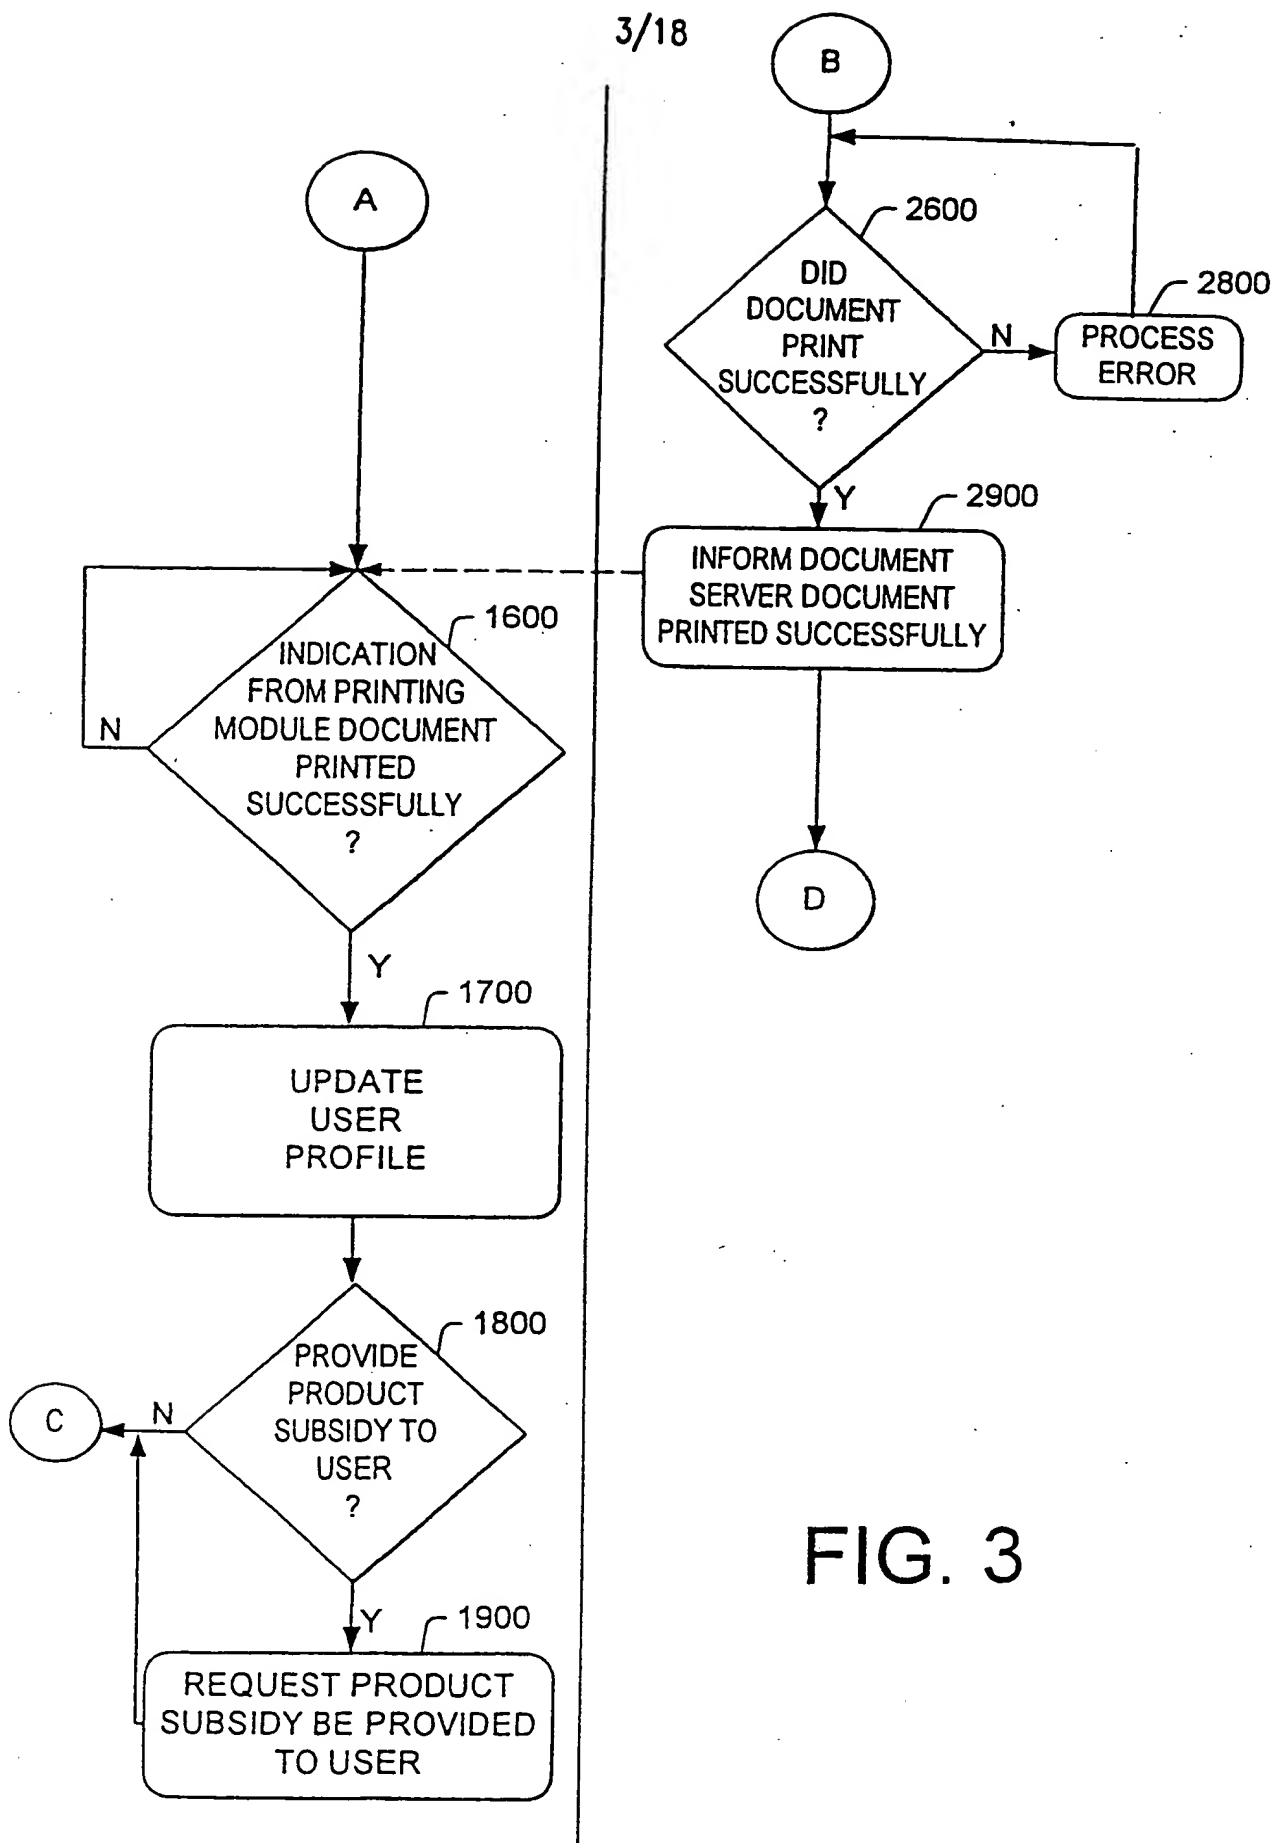 3/18
B
A
2600
DID
DOCUMENT
PRINT
SUCCESSFULLY
?
N
2800
PROCESS
ERROR
Y
2900
INFORM DOCUMENT
SERVER DOCUMENT
PRINTED SUCCESSFULLY
D
1600
INDICATION
FROM PRINTING
MODULE DOCUMENT
PRINTED
SUCCESSFULLY
?
N
Y
1700
UPDATE
USER
PROFILE
1800
PROVIDE
PRODUCT
SUBSIDY TO
USER
?
N
C
Y
1900
REQUEST PRODUCT
SUBSIDY BE PROVIDED
TO USER
FIG. 3